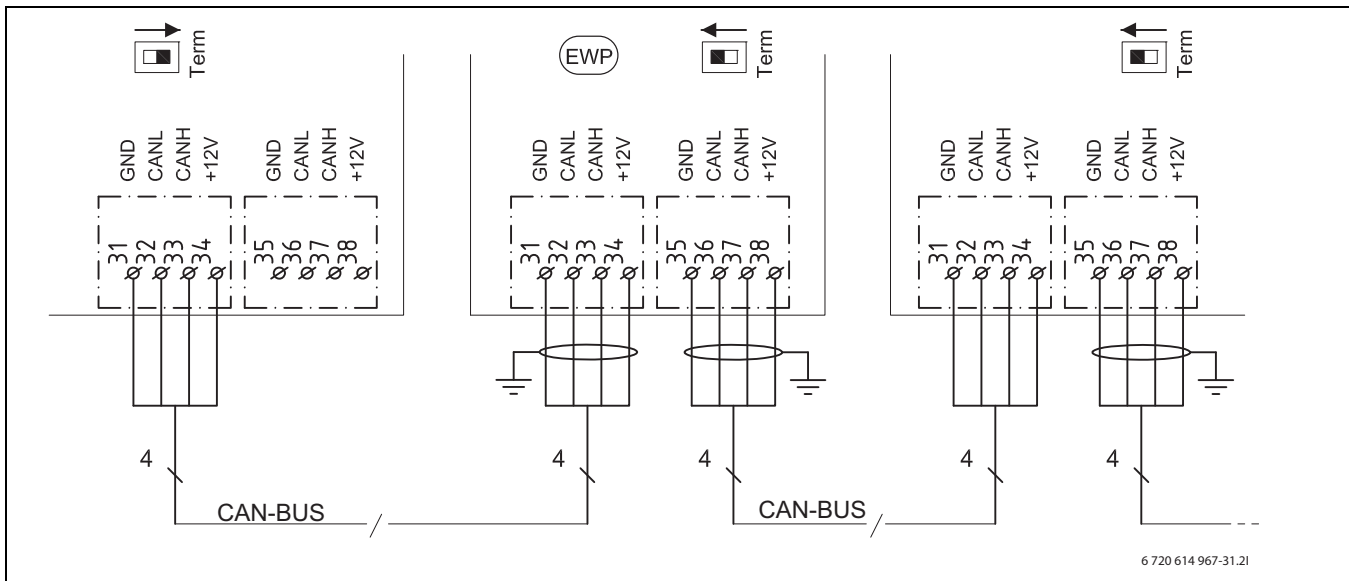 Term
EWP
Term
Term
GND CANL CANH +12V
GND CANL CANH +12V
GND CANL CANH +12V
GND CANL CANH +12V
GND CANL CANH +12V
GND CANL CANH +12V
31 32 33 34
35 36 37 38
31 32 33 34
35 36 37 38
31 32 33 34
35 36 37 38
4
4
4
4
4
CAN-BUS
CAN-BUS
6 720 614 967-31.2I